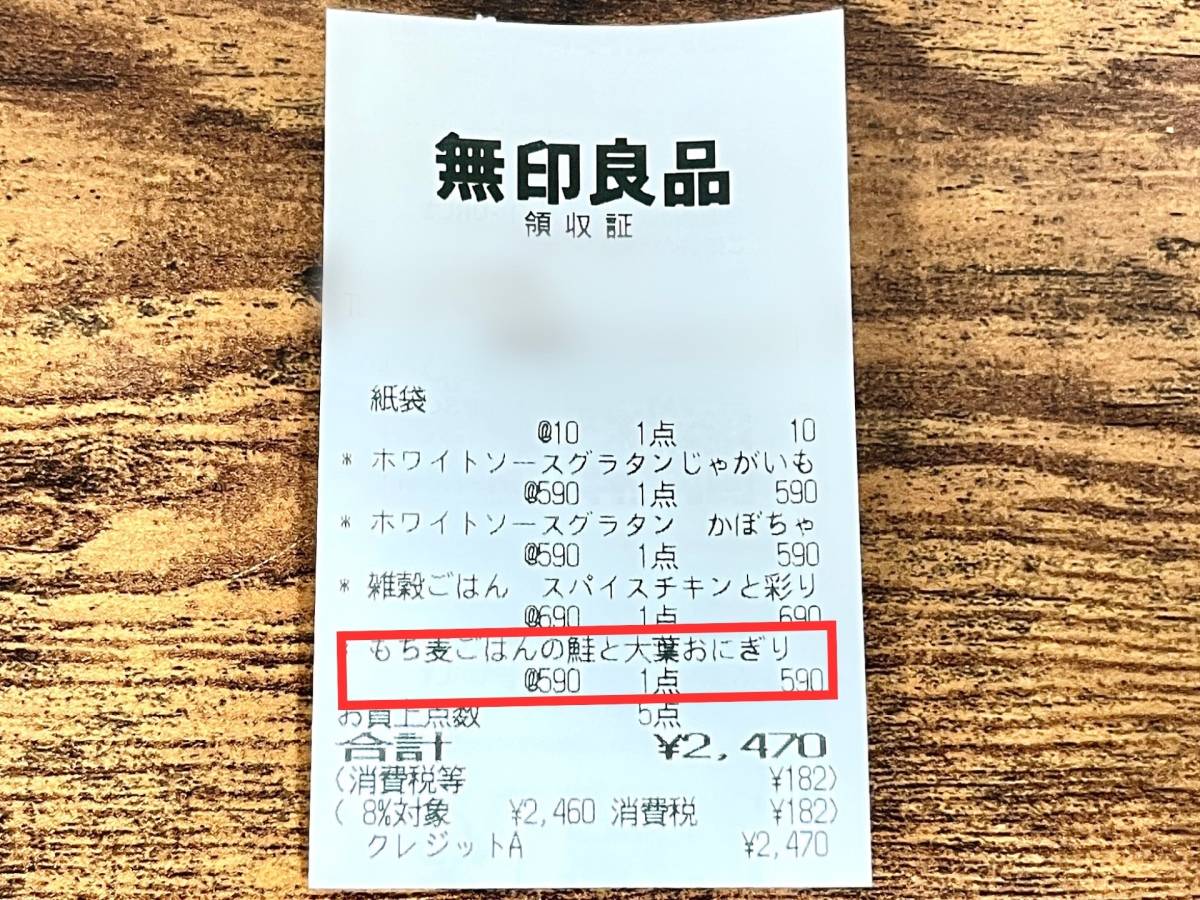 無印良品
領収証
紙袋
@10 1点 10
* ホワイトソースグラタンじゃがいも
@590 1点 590
* ホワイトソースグラタン かぼちゃ
@590 1点 590
* 雑穀ごはん スパイスチキンと彩り
@690 1点 690
* もち麦ごはんの鮭と大葉おにぎり
@590 1点 590
お買上点数 5点
合計 ¥2,470
(消費税等 ¥182)
( 8%対象 ¥2,460 消費税 ¥182)
クレジットA ¥2,470